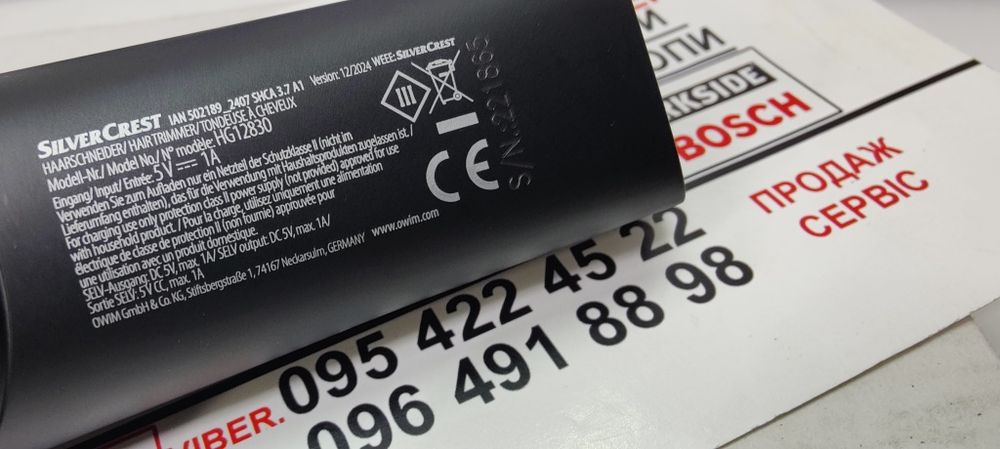 SILVERCREST IAN 502189_2407 SHCA 3.7 A1 Version: 12/2024 WEEE: SILVERCREST
HAARSCHNEIDER/ HAIRTRIMMER/ TONDEUSE À CHEVEUX
Modell-Nr./ Model No./ N° modèle: HG12830
Eingang/ Input/ Entrée: 5V 1A
Verwenden Sie zum Aufladen nur ein Netzteil der Schutzklasse II (nicht im
Lieferumfang enthalten), das für die Verwendung mit Haushaltsprodukten zugelassen ist. /
For charging use only protection class II power supply (not provided) approved for use
with household product. / Pour la charge, utilisez uniquement une alimentation
électrique de classe de protection II (non fournie) approuvée pour
une utilisation avec un produit domestique.
SELV-Ausgang: DC 5V, max. 1A/ SELV output: DC 5V, max. 1A/
Sortie SELV: 5V CC, max. 1A
OWIM GmbH & Co. KG, Stiftsbergstraße 1, 74167 Neckarsulm, GERMANY www.owim.com
III
CE
S/N:3221865
ОПИ
RKSIDE
BOSCH
ПРОДАЖ
СЕРВІС
VIBER.
095 422 45 22
096 491 88 98